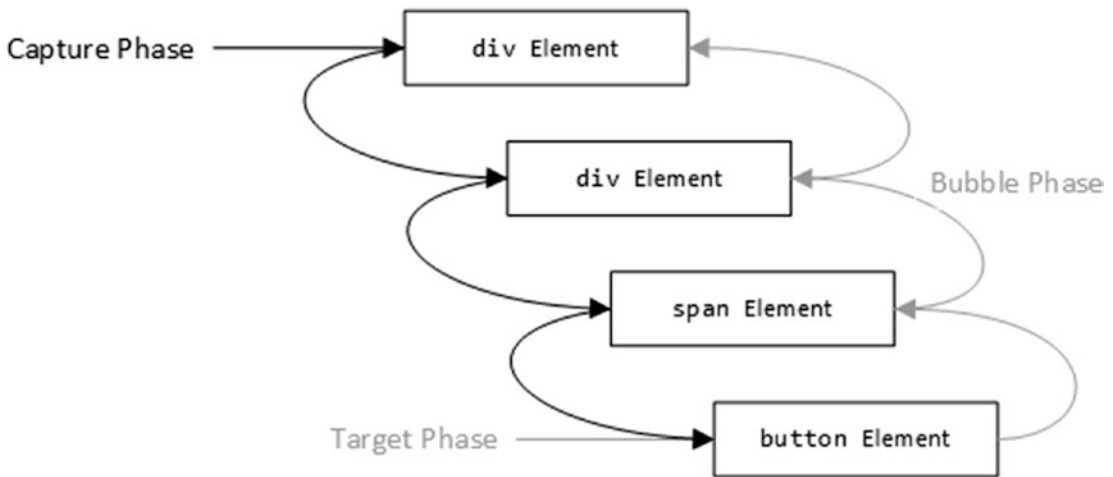 Capture Phase
div Element
div Element
Bubble Phase
span Element
Target Phase
button Element